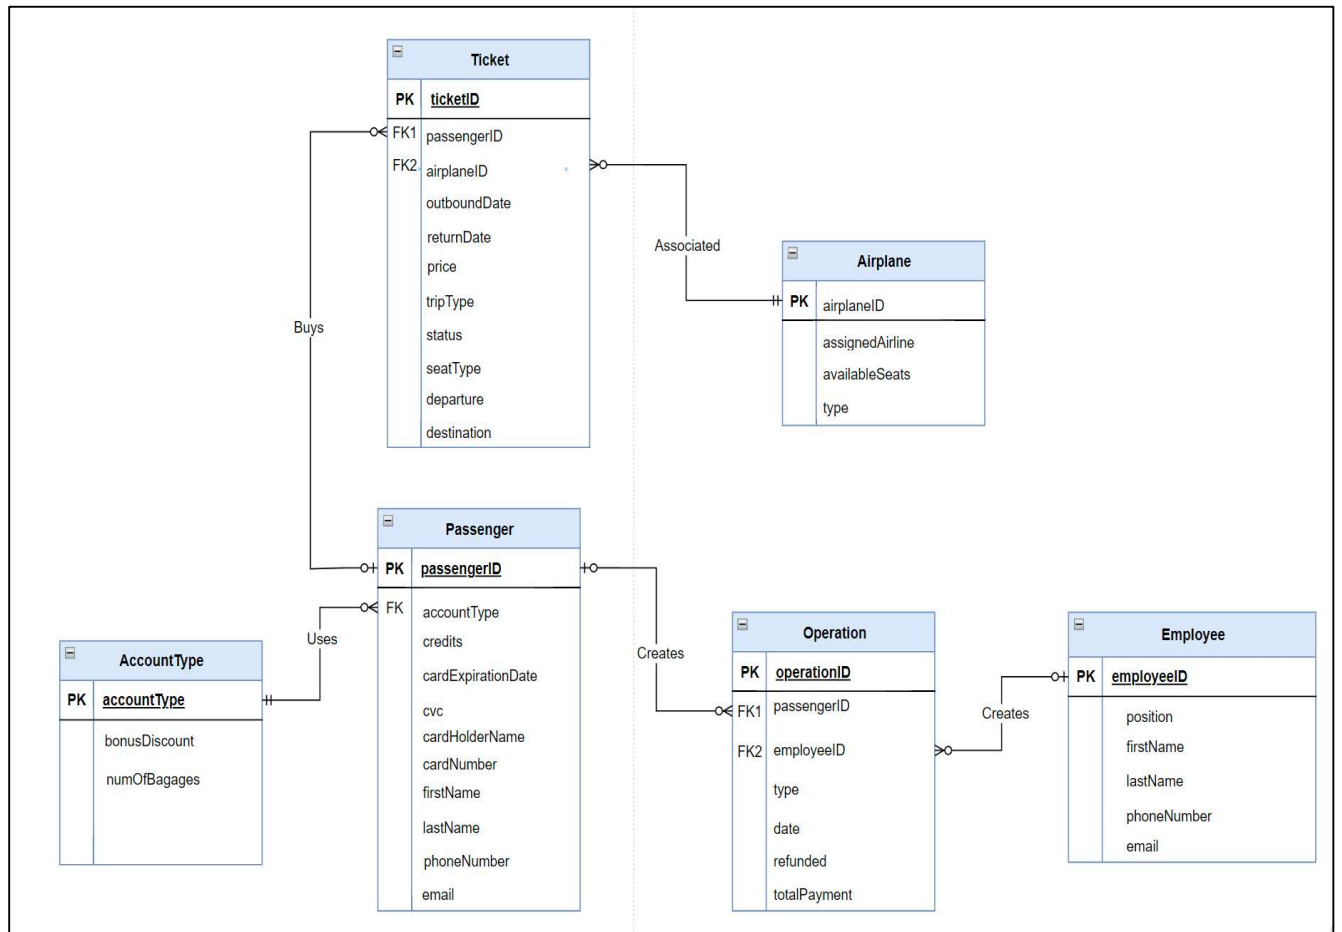 Ticket
PK ticketID
FK1 passengerID
FK2 airplaneID
outboundDate
returnDate
price
tripType
status
seatType
departure
destination
Associated
Airplane
PK airplaneID
assignedAirline
availableSeats
type
Buys
Passenger
PK passengerID
FK accountType
credits
cardExpirationDate
cvc
cardHolderName
cardNumber
firstName
lastName
phoneNumber
email
Uses
AccountType
PK accountType
bonusDiscount
numOfBagages
Creates
Operation
PK operationID
FK1 passengerID
FK2 employeeID
type
date
refunded
totalPayment
Creates
Employee
PK employeeID
position
firstName
lastName
phoneNumber
email